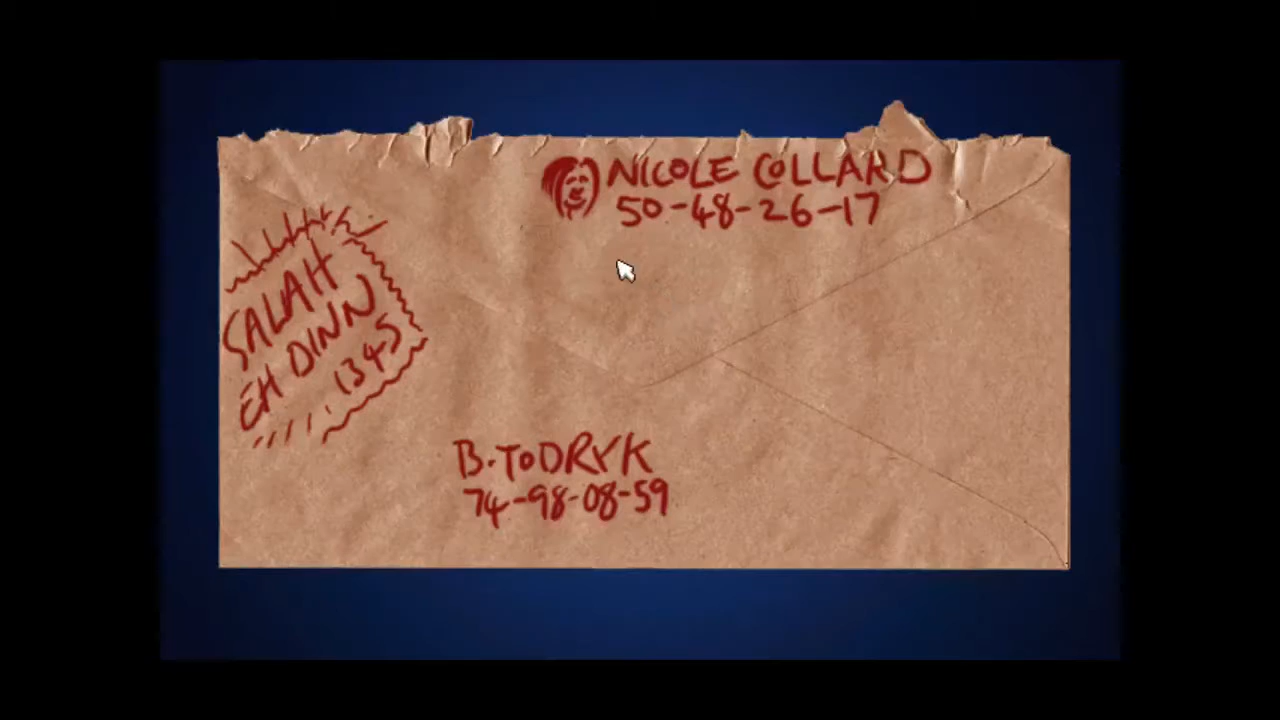 NICOLE COLLARD
50-48-26-17
SALAH
EH DINN
1345
B. TODRYK
74-98-08-59